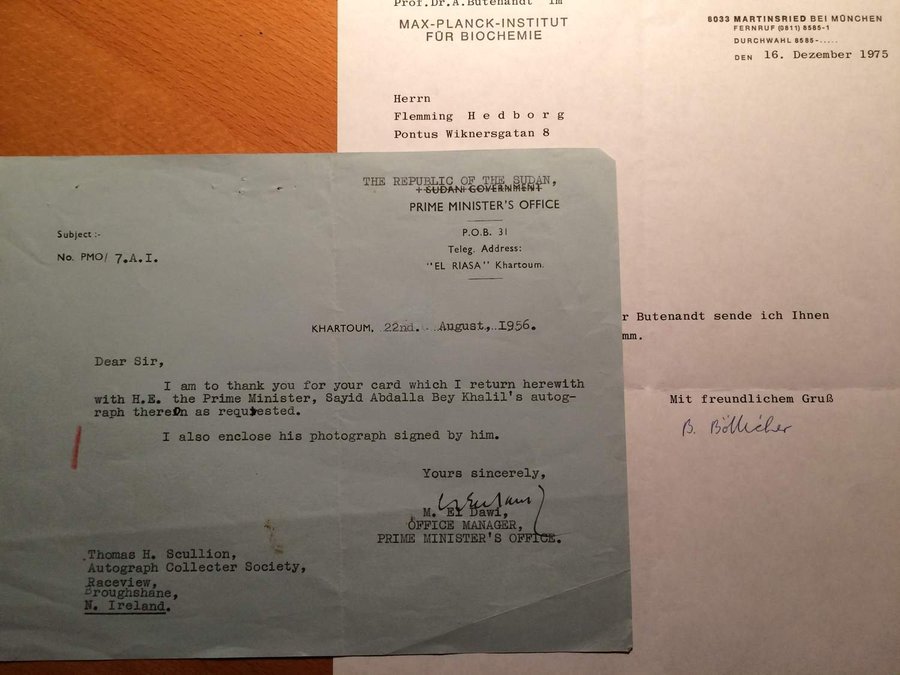 Prof.Dr.A.Butenandt im
MAX-PLANCK-INSTITUT
FÜR BIOCHEMIE
8033 MARTINSRIED BEI MÜNCHEN
FERNRUF (0811) 8585-1
DURCHWAHL 8585-.....
DEN 16. Dezember 1975
Herrn
Flemming H e d b o r g
Pontus Wiknersgatan 8
r Butenandt sende ich Ihnen
mm.
Mit freundlichem Gruß
B. Bötticher
THE REPUBLIC OF THE SUDAN,
SUDAN GOVERNMENT
PRIME MINISTER'S OFFICE
P.O.B. 31
Teleg. Address:
"EL RIASA" Khartoum.
Subject :-
No. PMO/ 7.A.I.
KHARTOUM, 22nd. August, 1956.
Dear Sir,
I am to thank you for your card which I return herewith
with H.E. the Prime Minister, Sayid Abdalla Bey Khalil's autog-
raph thereon as requested.
I also enclose his photograph signed by him.
Yours sincerely,
M. El Dawi,
OFFICE MANAGER,
PRIME MINISTER'S OFFICE.
Thomas H. Scullion,
Autograph Collecter Society,
Raceview,
Broughshane,
N. Ireland.